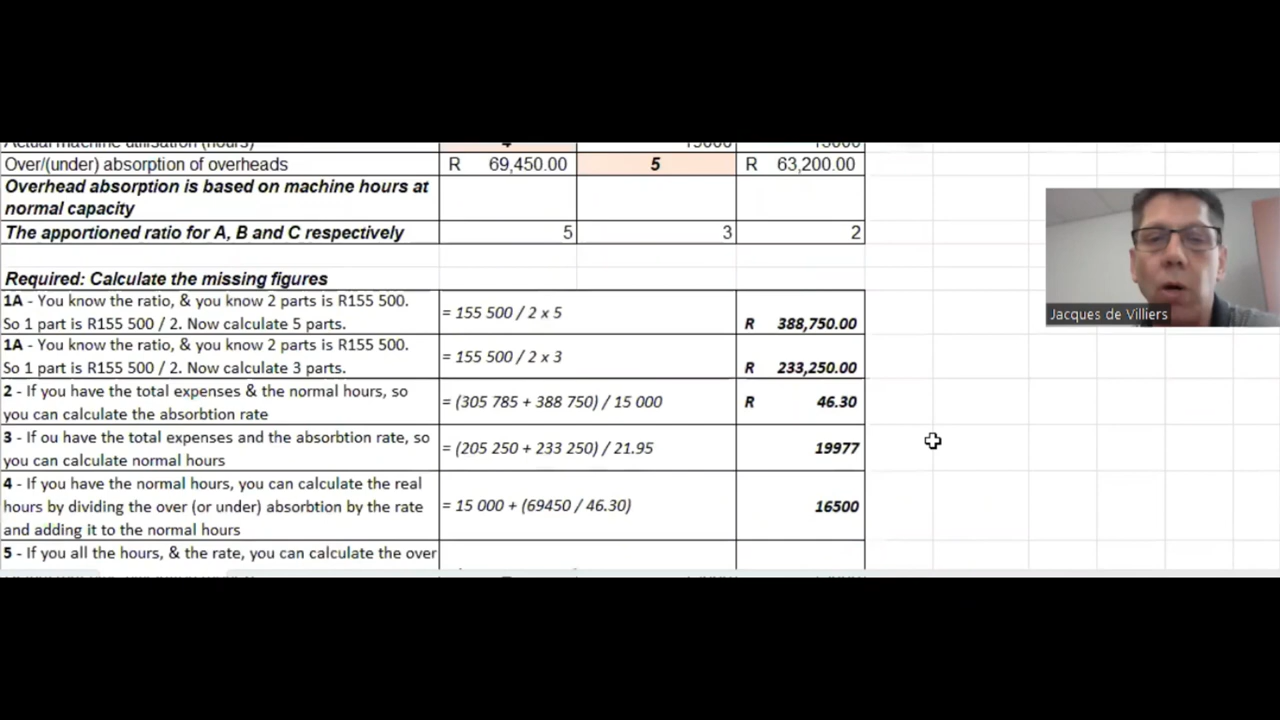 Actual machine utilisation (hours) 4 15000 13000
Over/(under) absorption of overheads R 69,450.00 5 R 63,200.00
Overhead absorption is based on machine hours at
normal capacity
The apportioned ratio for A, B and C respectively 5 3 2
Required: Calculate the missing figures
1A - You know the ratio, & you know 2 parts is R155 500.
So 1 part is R155 500 / 2. Now calculate 5 parts.
= 155 500 / 2 x 5
R 388,750.00
1A - You know the ratio, & you know 2 parts is R155 500.
So 1 part is R155 500 / 2. Now calculate 3 parts.
= 155 500 / 2 x 3
R 233,250.00
2 - If you have the total expenses & the normal hours, so
you can calculate the absorbtion rate
= (305 785 + 388 750) / 15 000
R 46.30
3 - If ou have the total expenses and the absorbtion rate, so
you can calculate normal hours
= (205 250 + 233 250) / 21.95
19977
4 - If you have the normal hours, you can calculate the real
hours by dividing the over (or under) absorbtion by the rate
and adding it to the normal hours
= 15 000 + (69450 / 46.30)
16500
5 - If you all the hours, & the rate, you can calculate the over
Jacques de Villiers